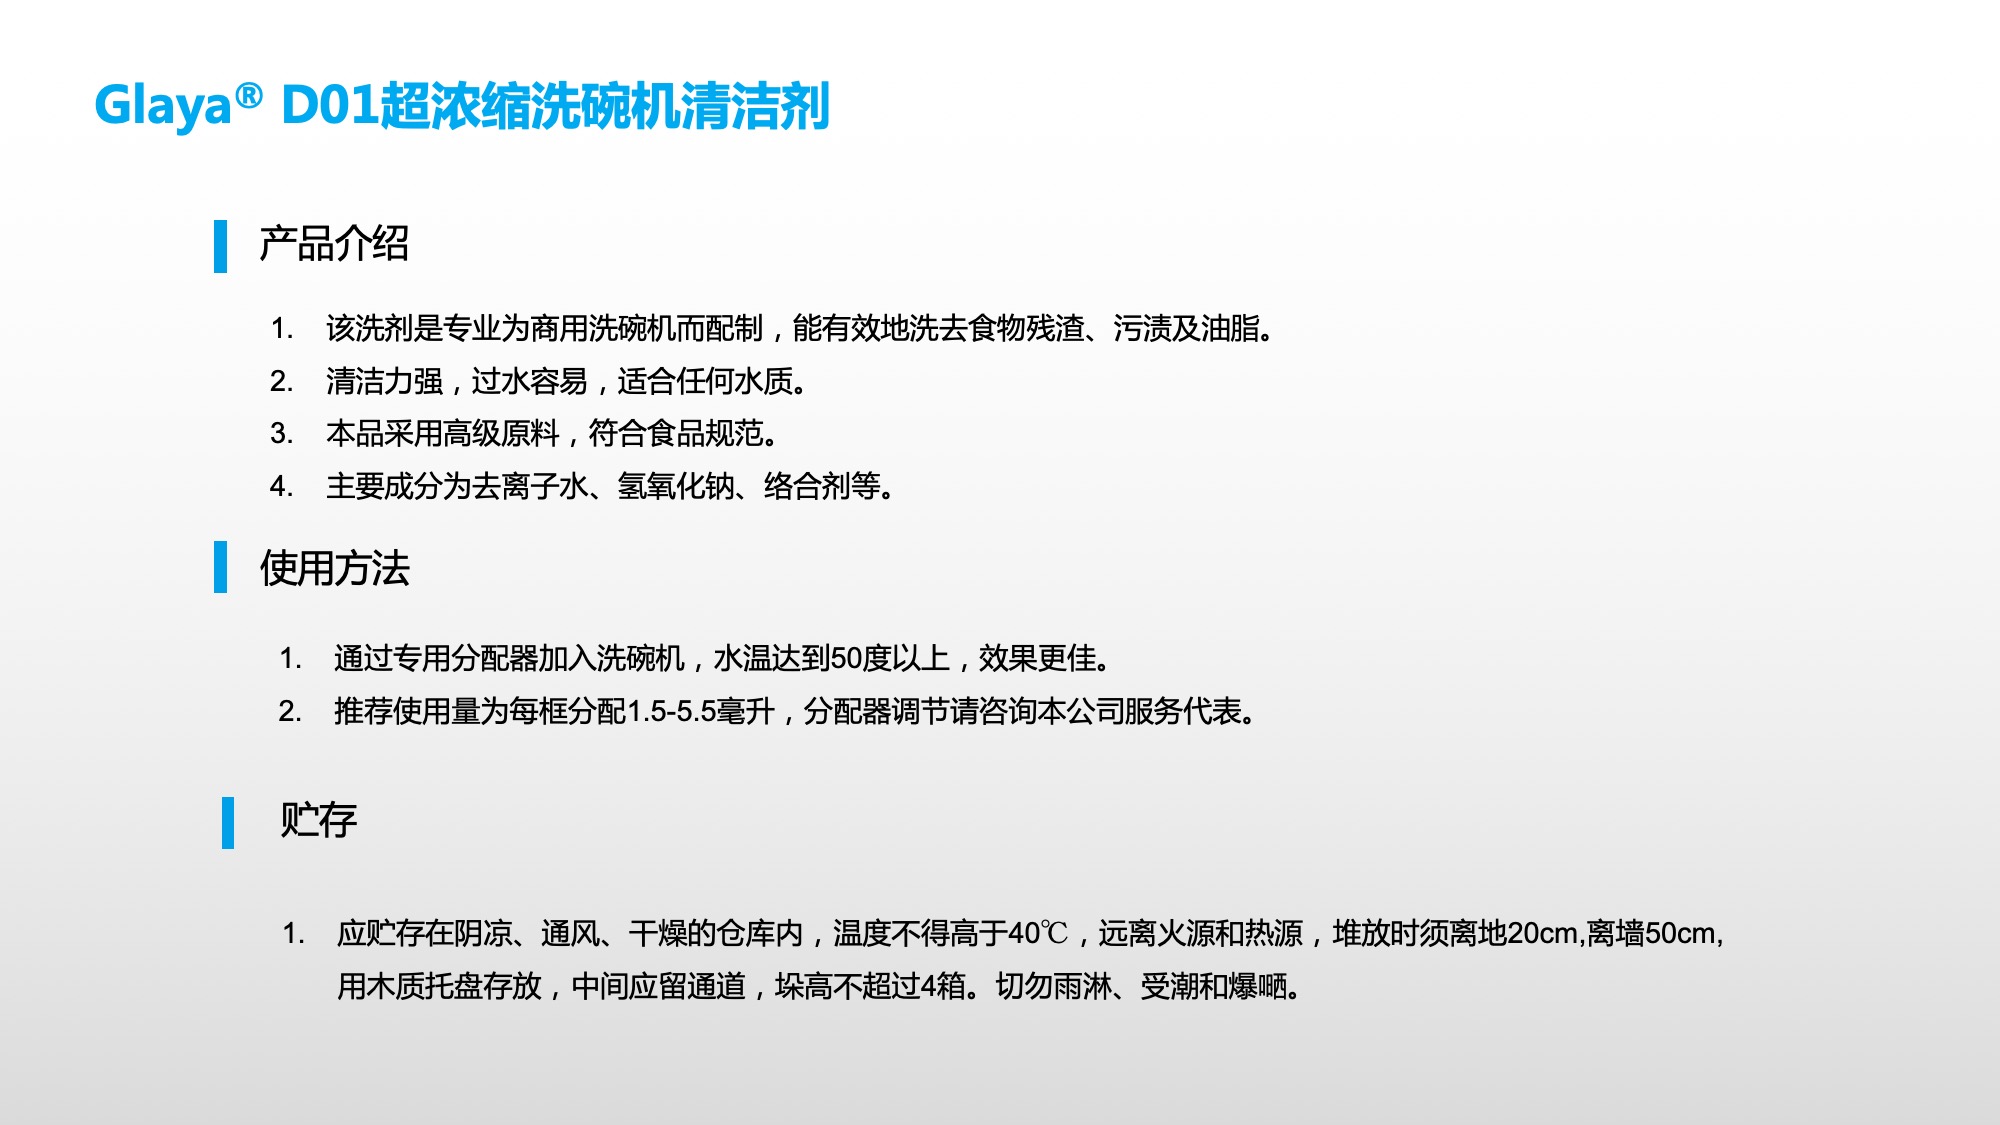 Glaya® D01超浓缩洗碗机清洁剂
产品介绍
1. 该洗剂是专业为商用洗碗机而配制，能有效地洗去食物残渣、污渍及油脂。
2. 清洁力强，过水容易，适合任何水质。
3. 本品采用高级原料，符合食品规范。
4. 主要成分为去离子水、氢氧化钠、络合剂等。
使用方法
1. 通过专用分配器加入洗碗机，水温达到50度以上，效果更佳。
2. 推荐使用量为每框分配1.5-5.5毫升，分配器调节请咨询本公司服务代表。
贮存
1. 应贮存在阴凉、通风、干燥的仓库内，温度不得高于40℃，远离火源和热源，堆放时须离地20cm,离墙50cm,
用木质托盘存放，中间应留通道，垛高不超过4箱。切勿雨淋、受潮和爆嗮。